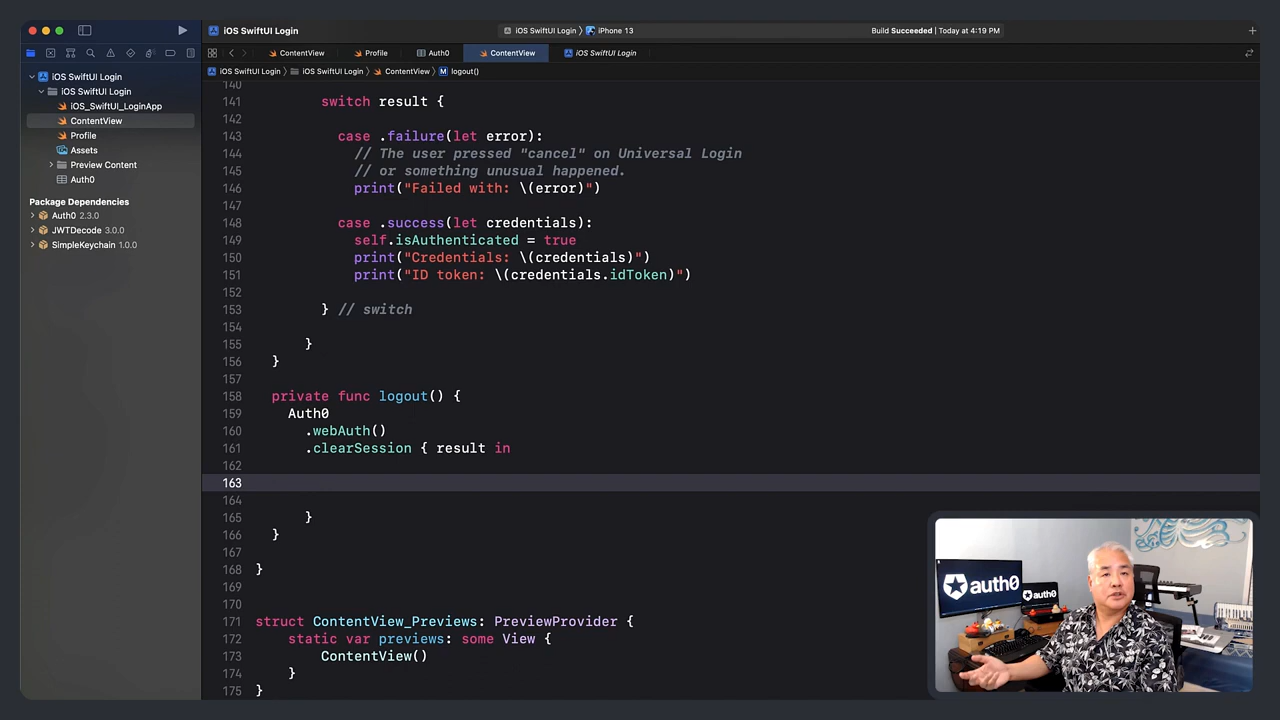 iOS SwiftUI Login
iOS SwiftUI Login 〉 iPhone 13
Build Succeeded | Today at 4:19 PM
ContentView
Profile
Auth0
ContentView
iOS SwiftUI Login
iOS SwiftUI Login 〉 iOS SwiftUI Login 〉 ContentView 〉 M logout()
iOS SwiftUI Login
iOS SwiftUI Login
iOS_SwiftUI_LoginApp
ContentView
Profile
Assets
Preview Content
Auth0
Package Dependencies
Auth0 2.3.0
JWTDecode 3.0.0
SimpleKeychain 1.0.0
140
141 switch result {
142
143 case .failure(let error):
144 // The user pressed "cancel" on Universal Login
145 // or something unusual happened.
146 print("Failed with: \(error)")
147
148 case .success(let credentials):
149 self.isAuthenticated = true
150 print("Credentials: \(credentials)")
151 print("ID token: \(credentials.idToken)")
152
153 } // switch
154
155 }
156 }
157
158 private func logout() {
159 Auth0
160 .webAuth()
161 .clearSession { result in
162
163
164
165 }
166 }
167
168 }
169
170
171 struct ContentView_Previews: PreviewProvider {
172 static var previews: some View {
173 ContentView()
174 }
175 }
auth0
auth0